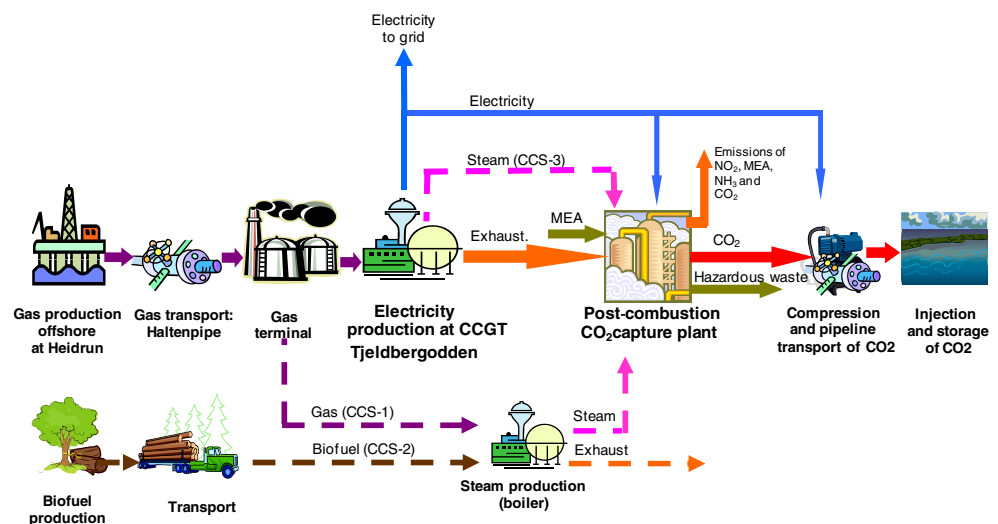 Electricity
to grid
Electricity
Steam (CCS-3)
Emissions of
NO₂, MEA,
NH₃ and
CO₂
MEA
Exhaust.
CO₂
Hazardous waste
Gas production
offshore
at Heidrun
Gas transport:
Haltenpipe
Gas
terminal
Electricity
production at CCGT
Tjeldbergodden
Post-combustion
CO₂capture plant
Compression
and pipeline
transport of CO2
Injection
and storage
of CO2
Gas (CCS-1)
Steam
Biofuel (CCS-2)
Exhaust
Biofuel
production
Transport
Steam production
(boiler)